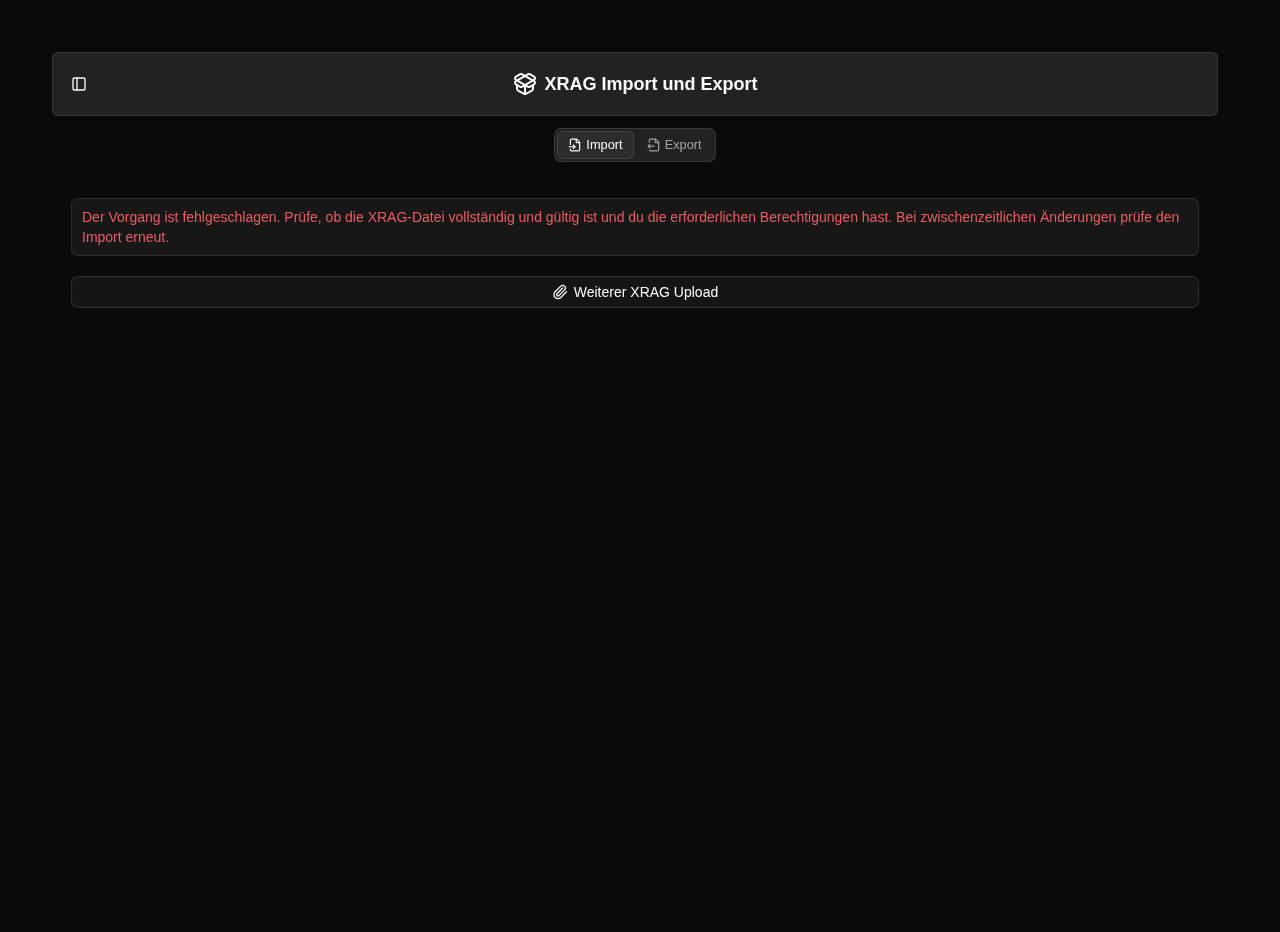 XRAG Import und Export
Import
Export
Der Vorgang ist fehlgeschlagen. Prüfe, ob die XRAG-Datei vollständig und gültig ist und du die erforderlichen Berechtigungen hast. Bei zwischenzeitlichen Änderungen prüfe den
Import erneut.
Weiterer XRAG Upload